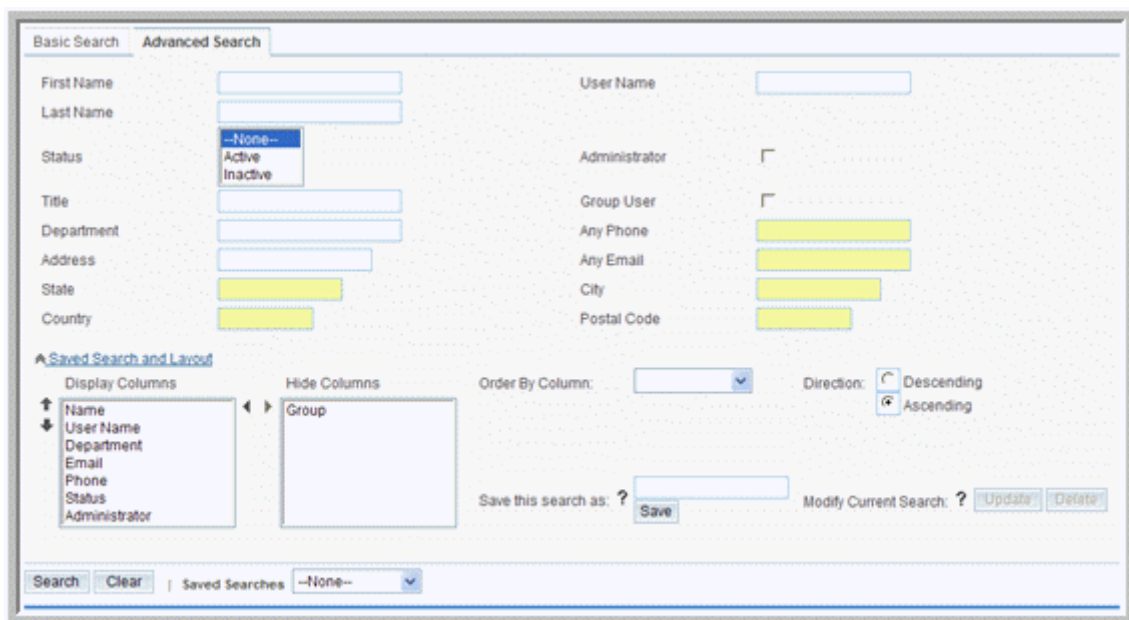 Basic Search Advanced Search
First Name User Name
Last Name
--None--
Status Active Administrator
Inactive
Title Group User
Department Any Phone
Address Any Email
State City
Country Postal Code
Saved Search and Layout
Display Columns Hide Columns Order By Column: Direction: Descending
Name Group Ascending
User Name
Department
Email
Phone
Status Save this search as: ? Modify Current Search: ? Update Delete
Administrator Save
Search Clear | Saved Searches --None--